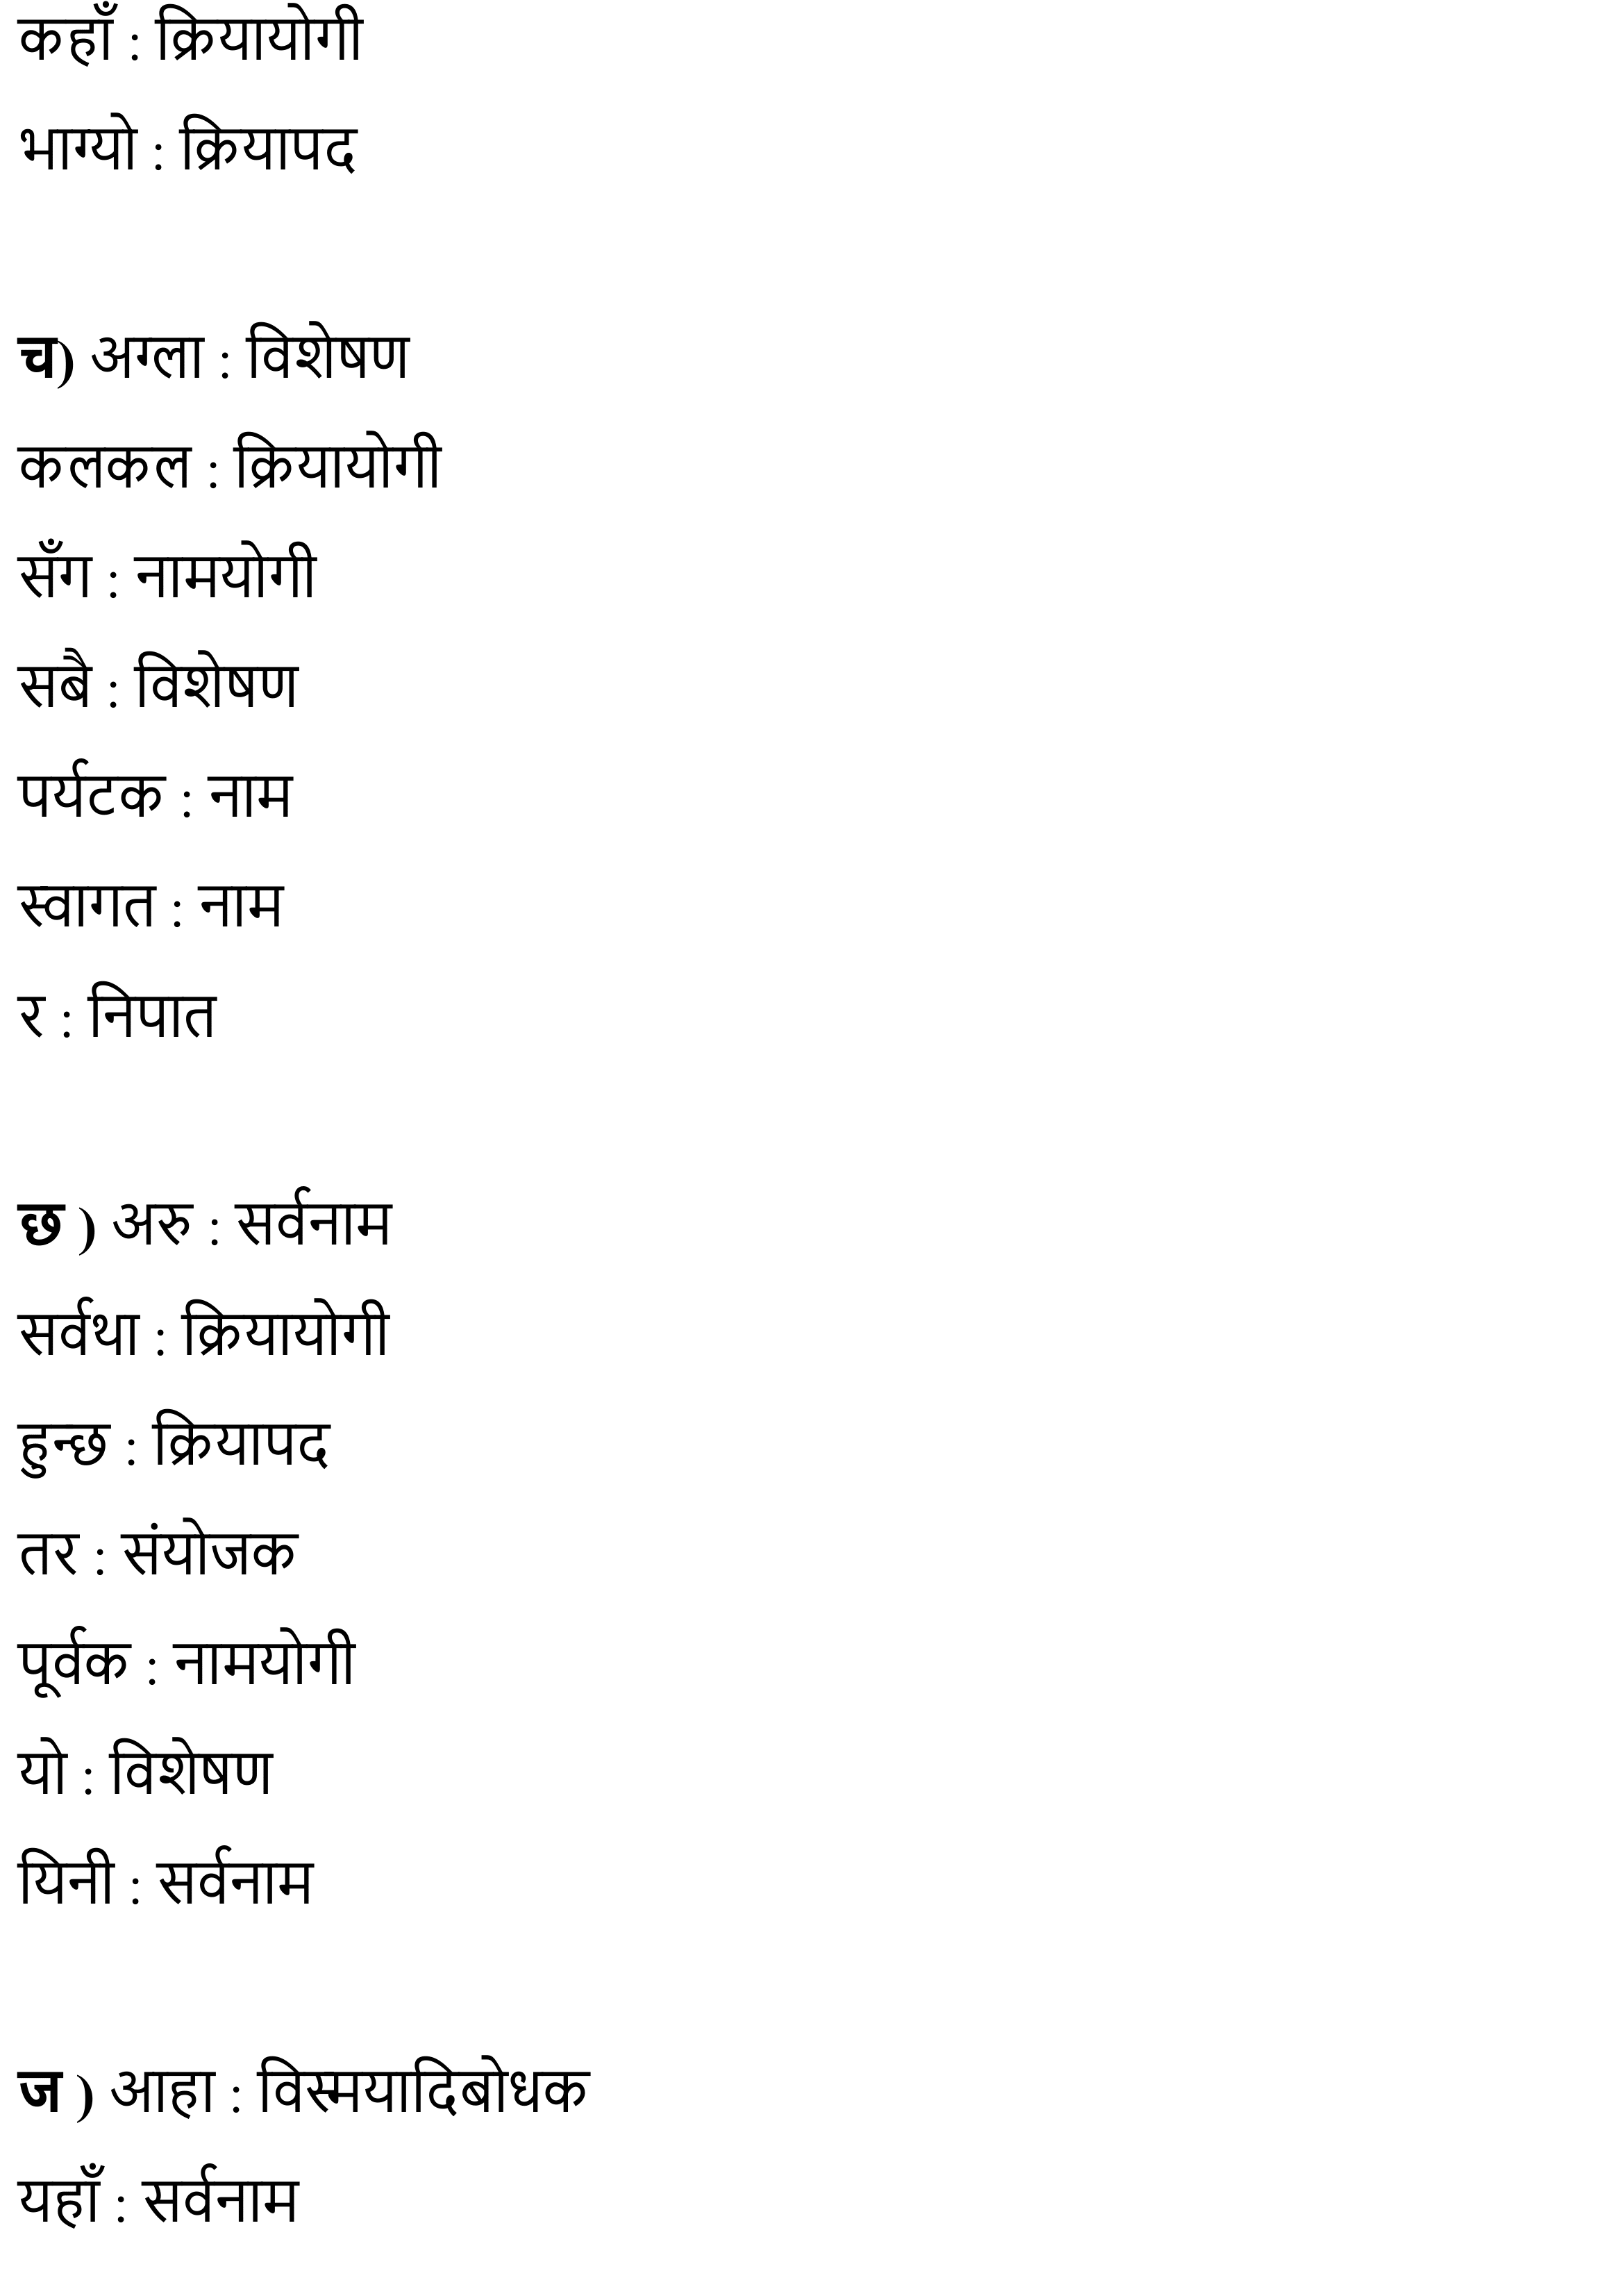 कहाँ : क्रियायोगी
भाग्यो : क्रियापद
च) अग्ला : विशेषण
कलकल : क्रियायोगी
सँग : नामयोगी
सबै : विशेषण
पर्यटक : नाम
स्वागत : नाम
र : निपात
छ ) अरु : सर्वनाम
सर्वथा : क्रियायोगी
हुन्छ : क्रियापद
तर : संयोजक
पूर्वक : नामयोगी
यो : विशेषण
यिनी : सर्वनाम
ज ) आहा : विस्मयादिबोधक
यहाँ : सर्वनाम